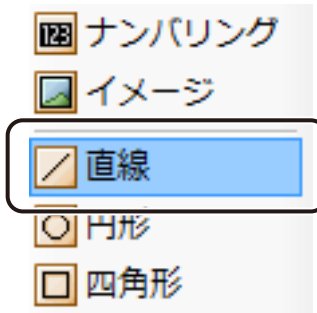 ナンバリング
イメージ
直線
円形
四角形